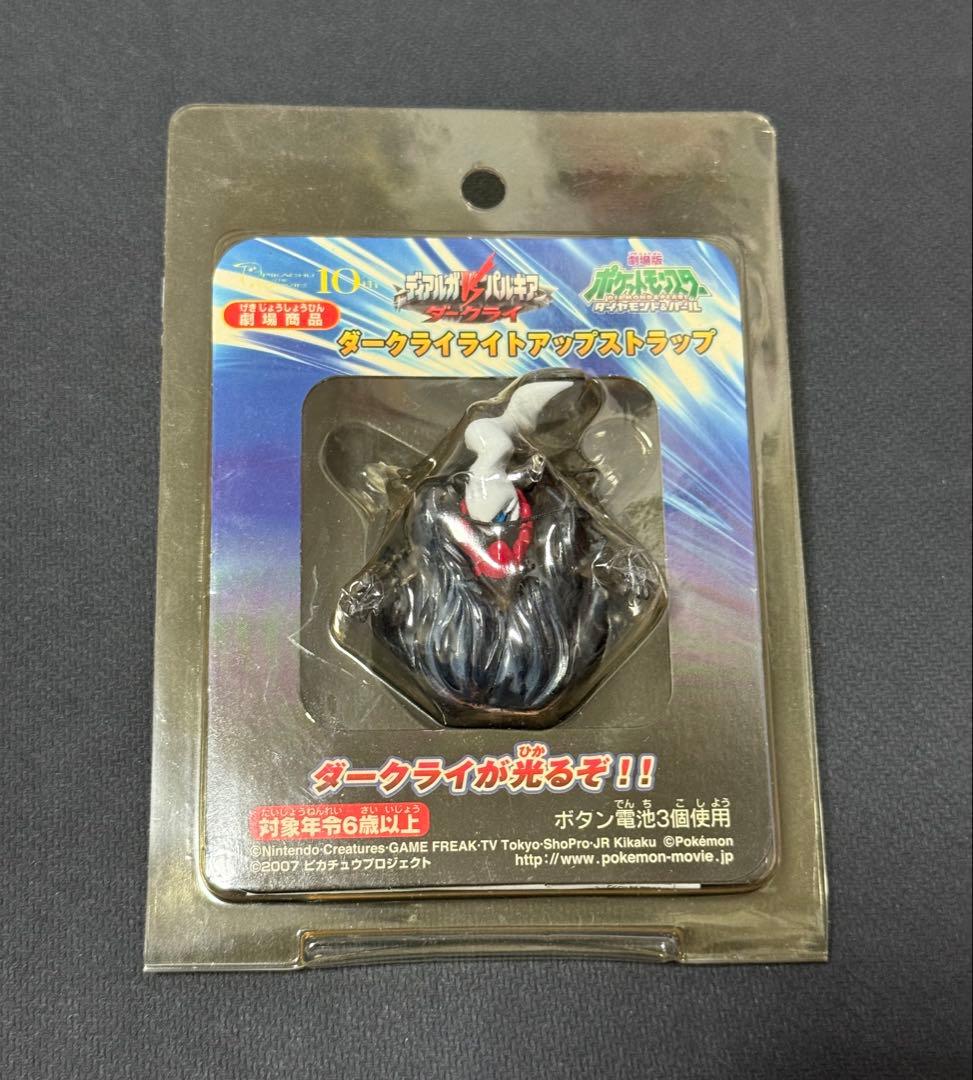 PIKACHU THE MOVIE 10th
ディアルガVSパルキア
ダークライ
劇場版
ポケットモンスター
DIAMOND & PEARL
ダイヤモンド&パール
げきじょうしょうひん
劇場商品
ダークライライトアップストラップ
ひか
ダークライが光るぞ!!
たいしょうねんれい さい いじょう
対象年令6歳以上
でんち こ しよう
ボタン電池3個使用
©Nintendo·Creatures·GAME FREAK·TV Tokyo·ShoPro·JR Kikaku ©Pokémon
©2007 ピカチュウプロジェクト
http://www.pokemon-movie.jp